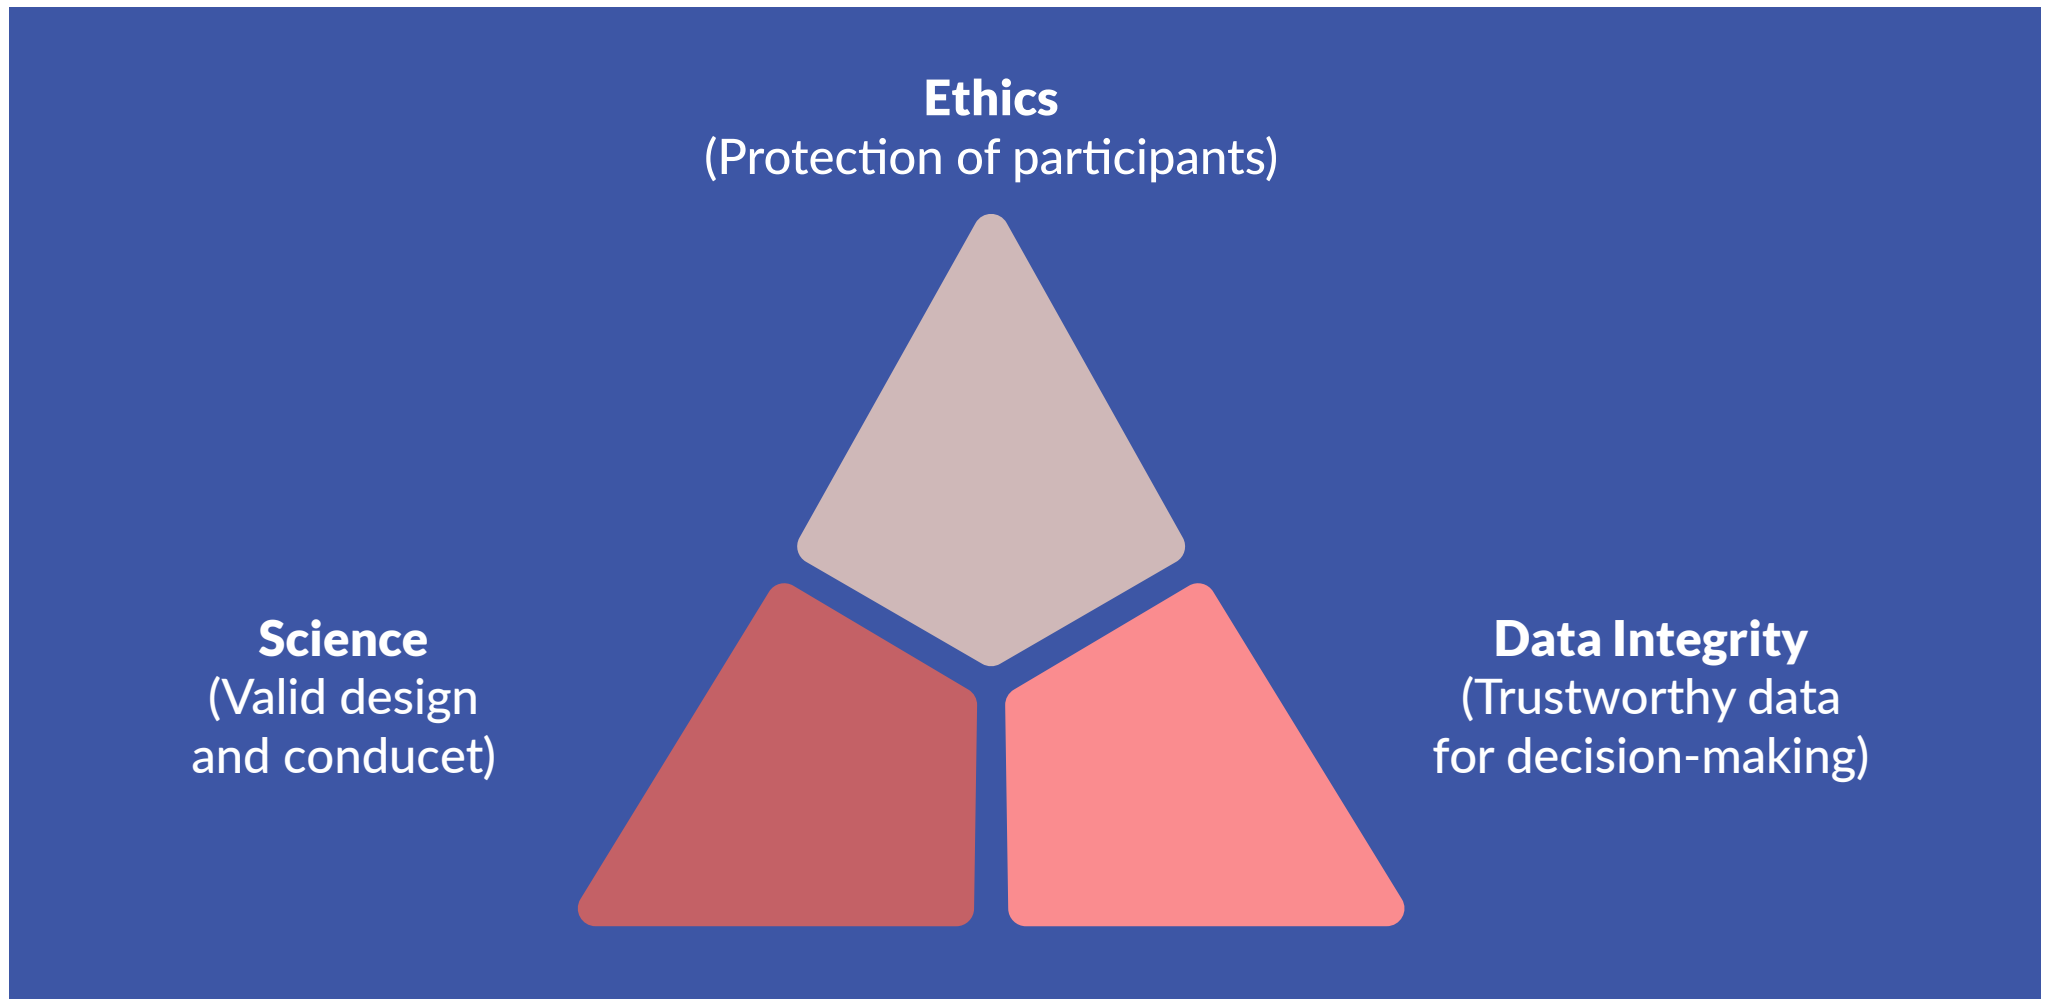 Ethics
(Protection of participants)
Science
(Valid design
and conducet)
Data Integrity
(Trustworthy data
for decision-making)